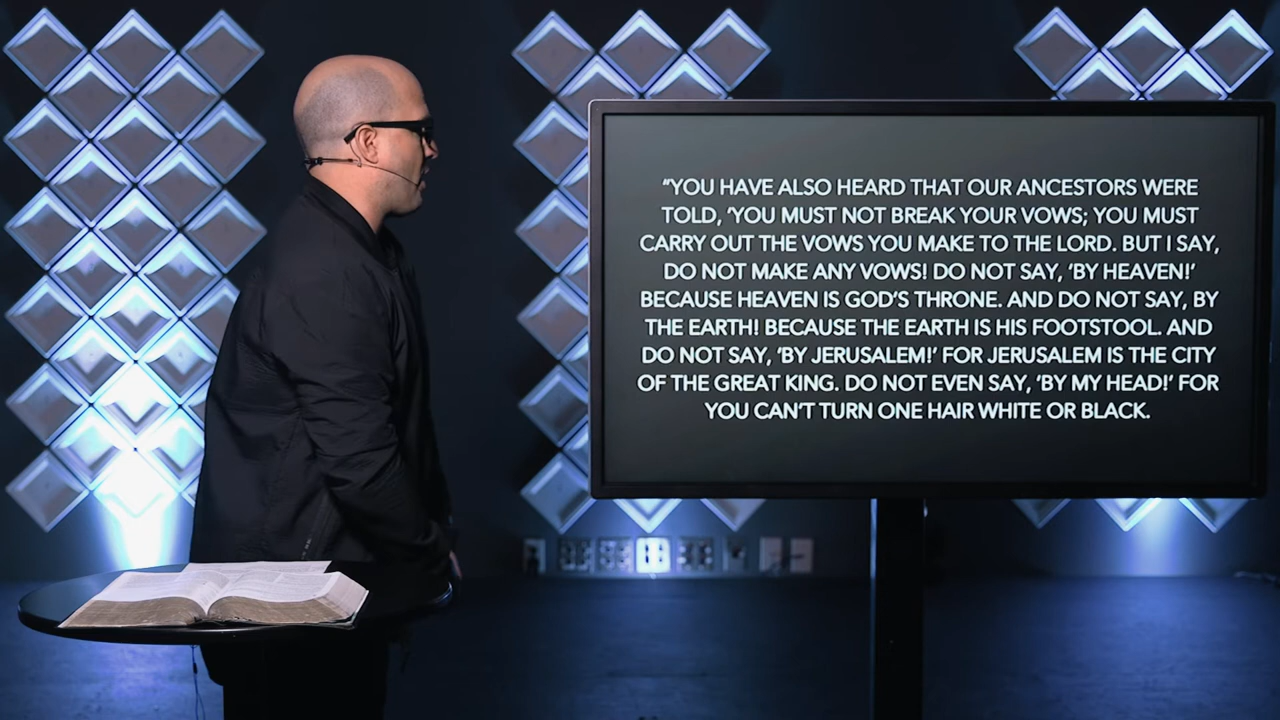 “YOU HAVE ALSO HEARD THAT OUR ANCESTORS WERE
TOLD, ‘YOU MUST NOT BREAK YOUR VOWS; YOU MUST
CARRY OUT THE VOWS YOU MAKE TO THE LORD. BUT I SAY,
DO NOT MAKE ANY VOWS! DO NOT SAY, ‘BY HEAVEN!’
BECAUSE HEAVEN IS GOD’S THRONE. AND DO NOT SAY, BY
THE EARTH! BECAUSE THE EARTH IS HIS FOOTSTOOL. AND
DO NOT SAY, ‘BY JERUSALEM!’ FOR JERUSALEM IS THE CITY
OF THE GREAT KING. DO NOT EVEN SAY, ‘BY MY HEAD!’ FOR
YOU CAN’T TURN ONE HAIR WHITE OR BLACK.